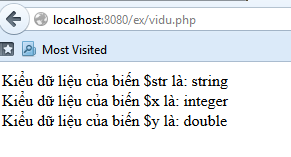 localhost:8080/ex/vidu.php
Most Visited
Kiểu dữ liệu của biến $str là: string
Kiểu dữ liệu của biến $x là: integer
Kiểu dữ liệu của biến $y là: double